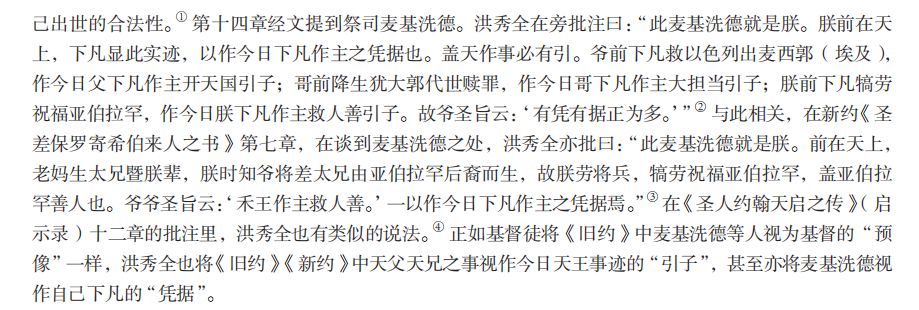 己出世的合法性。① 第十四章经文提到祭司麦基洗德。洪秀全在旁批注曰：“此麦基洗德就是朕。朕前在天
上，下凡显此实迹，以作今日下凡作主之凭据也。盖天作事必有引。爷前下凡救以色列出麦西郭（埃及），
作今日父下凡作主开天国引子；哥前降生犹大郭代世赎罪，作今日哥下凡作主大担当引子；朕前下凡犒劳
祝福亚伯拉罕，作今日朕下凡作主救人善引子。故爷圣旨云：‘有凭有据正为多。’”② 与此相关，在新约《圣
差保罗寄希伯来人之书》第七章，在谈到麦基洗德之处，洪秀全亦批曰：“此麦基洗德就是朕。前在天上，
老妈生太兄暨朕辈，朕时知爷将差太兄由亚伯拉罕后裔而生，故朕劳将兵，犒劳祝福亚伯拉罕，盖亚伯拉
罕善人也。爷爷圣旨云：‘禾王作主救人善。’一以作今日下凡作主之凭据焉。”③ 在《圣人约翰天启之传》（启
示录）十二章的批注里，洪秀全也有类似的说法。④ 正如基督徒将《旧约》中麦基洗德等人视为基督的“预
像”一样，洪秀全也将《旧约》《新约》中天父天兄之事视作今日天王事迹的“引子”，甚至亦将麦基洗德视
作自己下凡的“凭据”。